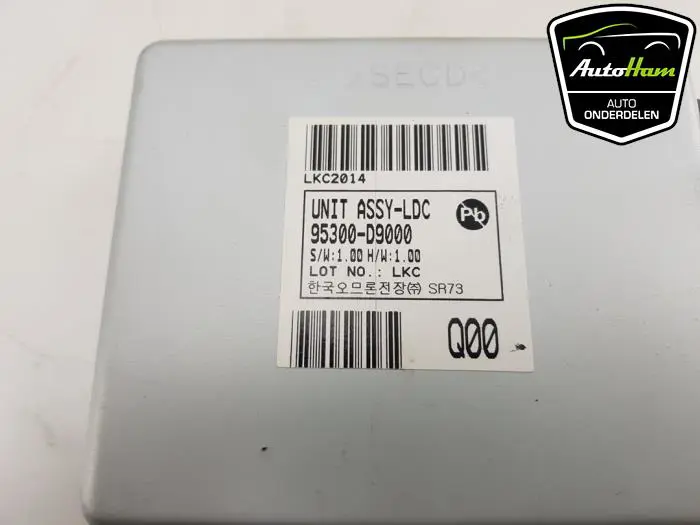 >SECD<
AutoHam
AUTO
ONDERDELEN
LKC2014
UNIT ASSY-LDC
Pb
95300-D9000
S/W:1.00 H/W:1.00
LOT NO.: LKC
한국오므론전장㈜ SR73
Q00